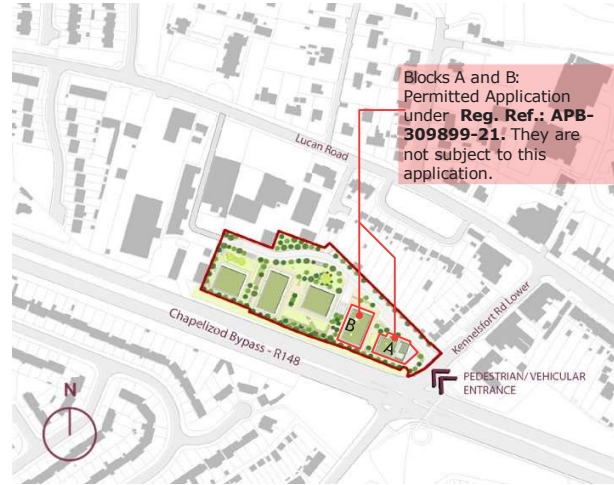 Blocks A and B:
Permitted Application
under Reg. Ref.: APB-
309899-21. They are
not subject to this
application.
Lucan Road
Kennelsfort Rd Lower
B
A
Chapelizod Bypass - R148
PEDESTRIAN/VEHICULAR
ENTRANCE
N